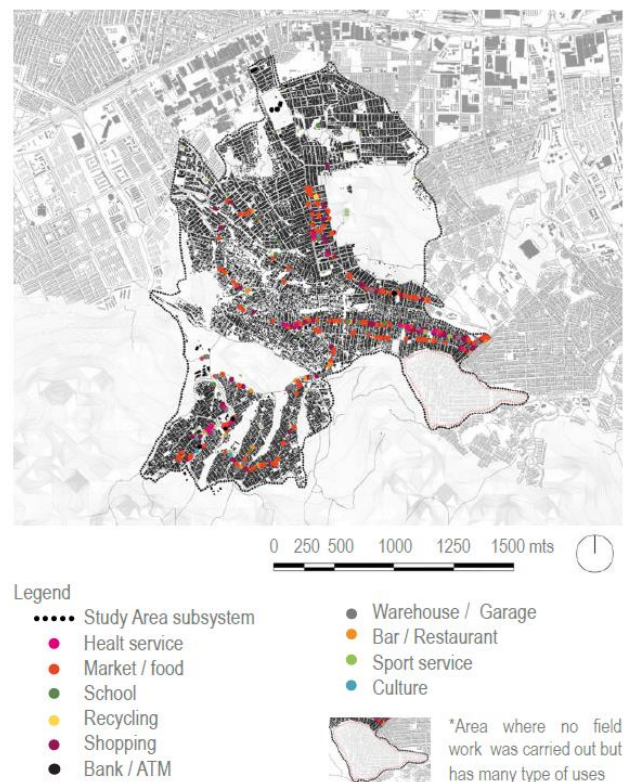 0 250 500 1000 1250 1500 mts
Legend
Study Area subsystem
Healt service
Market / food
School
Recycling
Shopping
Bank / ATM
Warehouse / Garage
Bar / Restaurant
Sport service
Culture
*Area where no field
work was carried out but
has many type of uses